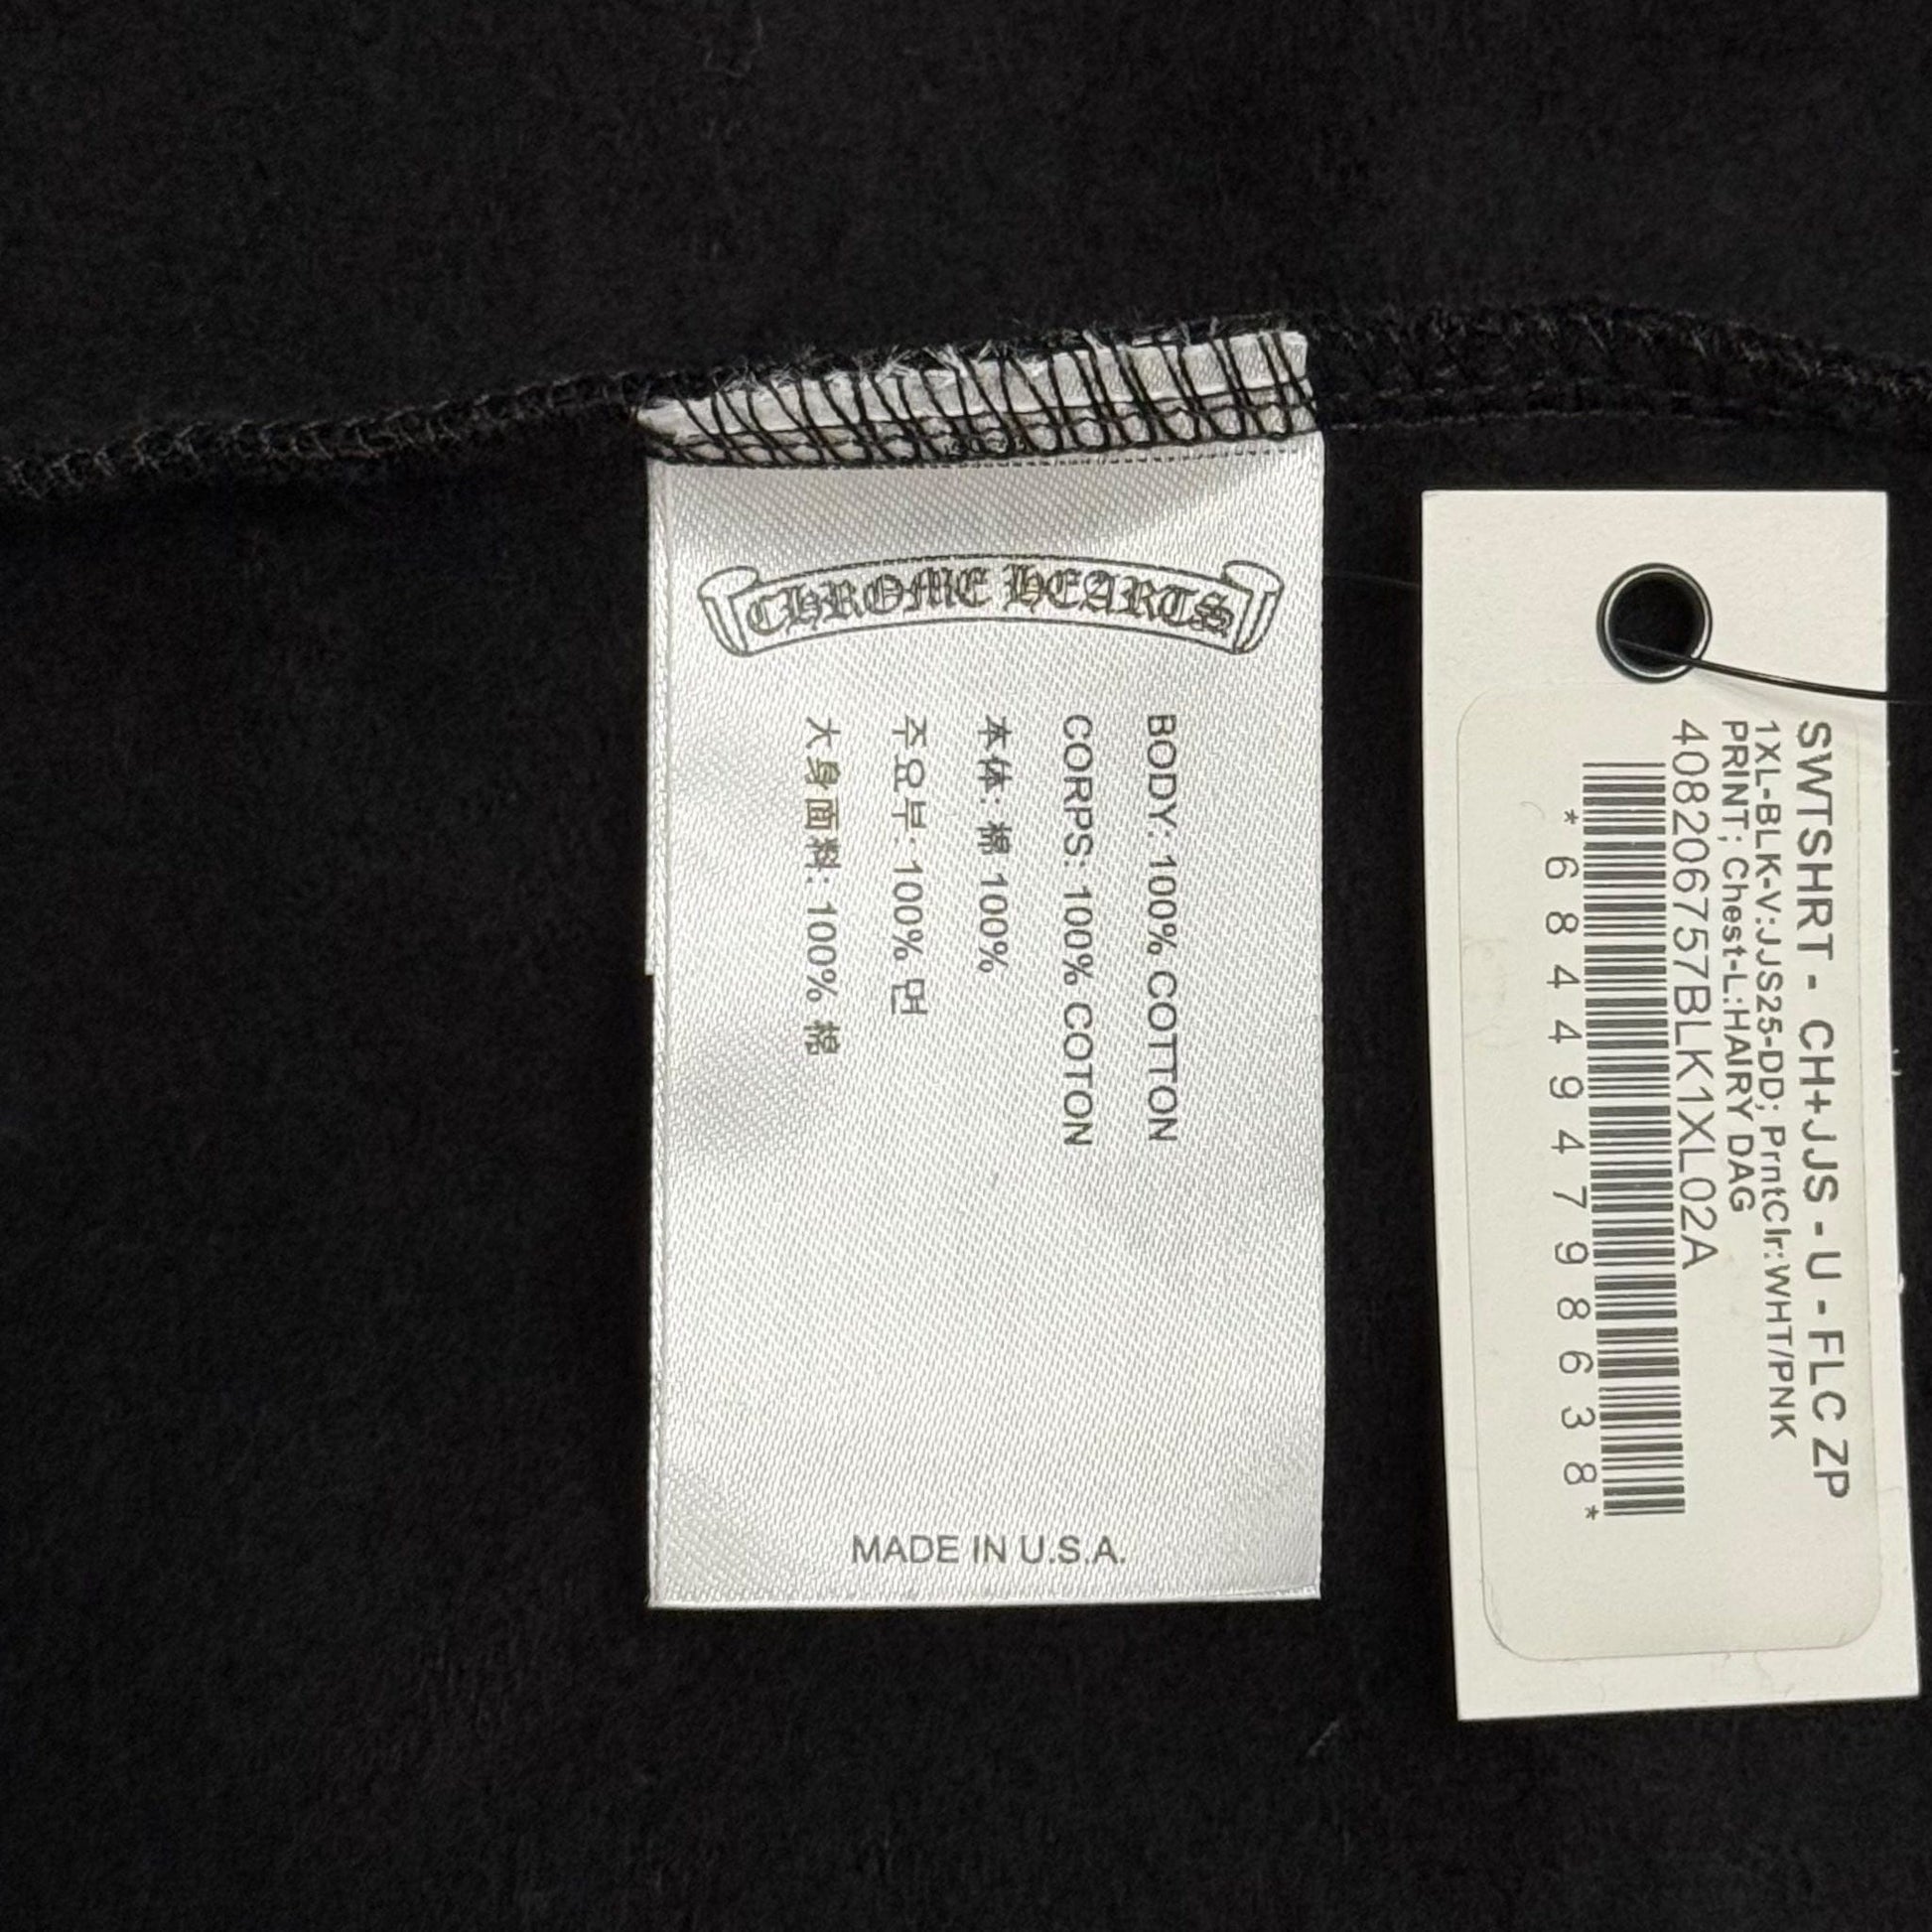 CHROME HEARTS
BODY: 100% COTTON
CORPS: 100% COTON
本体: 棉 100%
주요부: 100% 면
大身面料: 100% 棉
MADE IN U.S.A.
SWTSHRT - CH+JJS - U - FLC ZP
1XL-BLK-V:JJS25-DD; PrntClr:WHT/PNK
PRINT; Chest-L:HAIRY DAG
408206757BLK1XL02A
*684494798638*